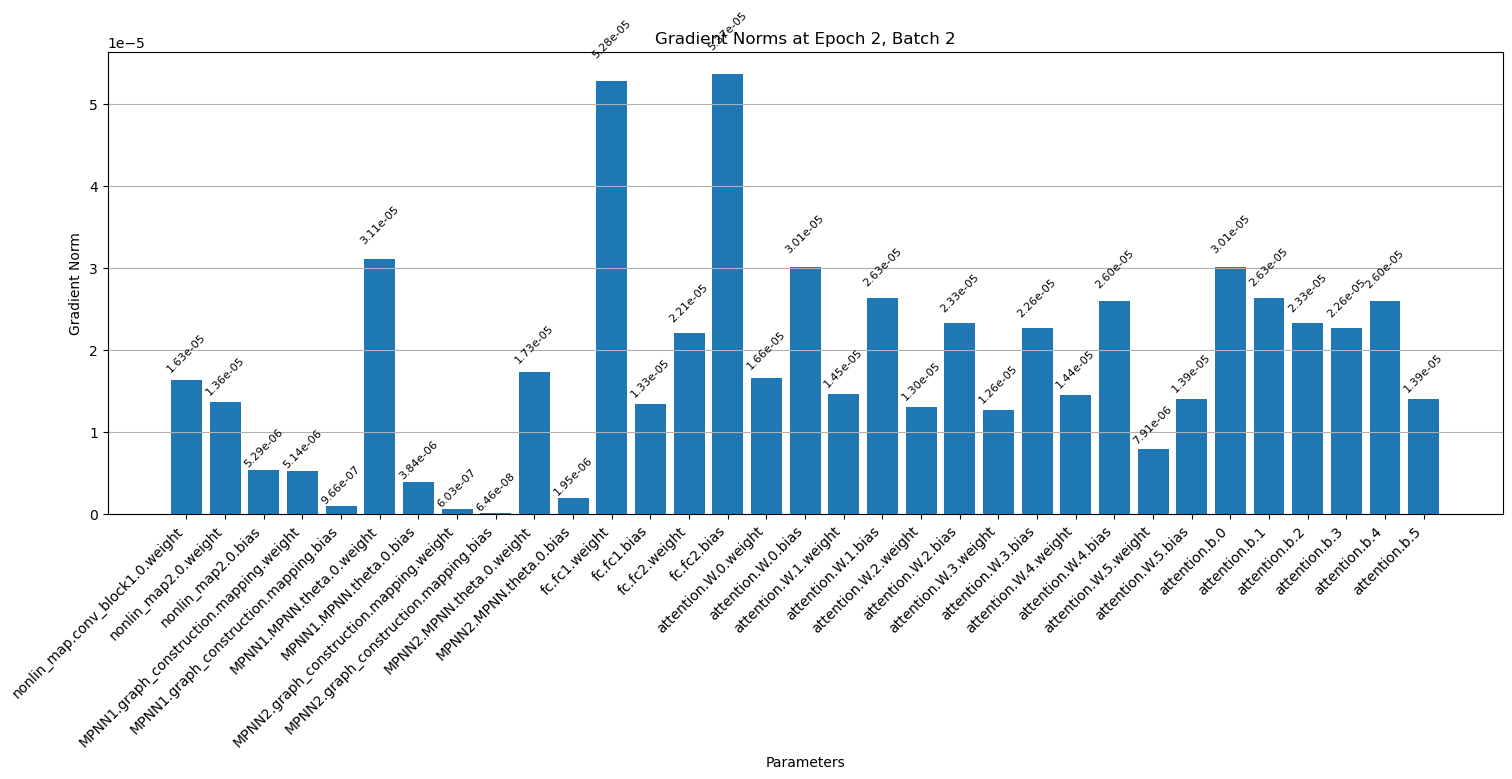 Gradient Norms at Epoch 2, Batch 2
1e−5
Gradient Norm
5
4
3
2
1
0
1.63e-05
1.36e-05
5.29e-06
5.14e-06
9.66e-07
3.11e-05
3.84e-06
6.03e-07
6.46e-08
1.73e-05
1.95e-06
5.28e-05
1.33e-05
2.21e-05
1.66e-05
3.01e-05
1.45e-05
2.63e-05
1.30e-05
2.33e-05
1.26e-05
2.26e-05
1.44e-05
2.60e-05
7.91e-06
1.39e-05
3.01e-05
2.63e-05
2.33e-05
2.26e-05
2.60e-05
1.39e-05
nonlin_map.conv_block1.0.weight
nonlin_map2.0.weight
nonlin_map2.0.bias
MPNN1.graph_construction.mapping.weight
MPNN1.graph_construction.mapping.bias
MPNN1.MPNN.theta.0.weight
MPNN1.MPNN.theta.0.bias
MPNN2.graph_construction.mapping.weight
MPNN2.graph_construction.mapping.bias
MPNN2.MPNN.theta.0.weight
MPNN2.MPNN.theta.0.bias
fc.fc1.weight
fc.fc1.bias
fc.fc2.weight
fc.fc2.bias
attention.W.0.weight
attention.W.0.bias
attention.W.1.weight
attention.W.1.bias
attention.W.2.weight
attention.W.2.bias
attention.W.3.weight
attention.W.3.bias
attention.W.4.weight
attention.W.4.bias
attention.W.5.weight
attention.W.5.bias
attention.b.0
attention.b.1
attention.b.2
attention.b.3
attention.b.4
attention.b.5
Parameters